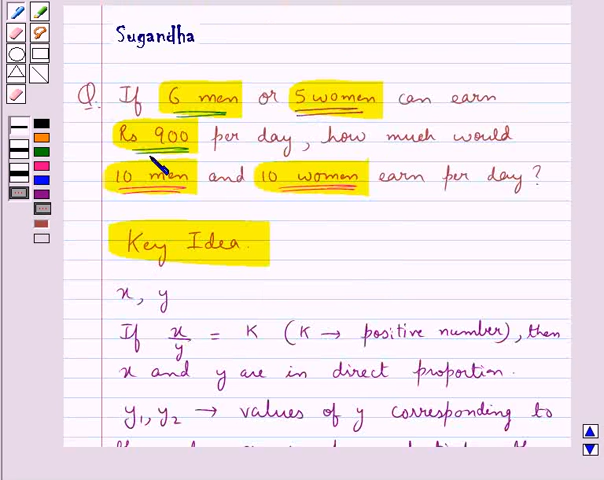 Sugandha
Q. If 6 men or 5 women can earn
Rs 900 per day, how much would
10 men and 10 women earn per day?
Key Idea.
x, y
If x/y = K (K → positive number), then
x and y are in direct proportion.
y₁, y₂ → values of y corresponding to